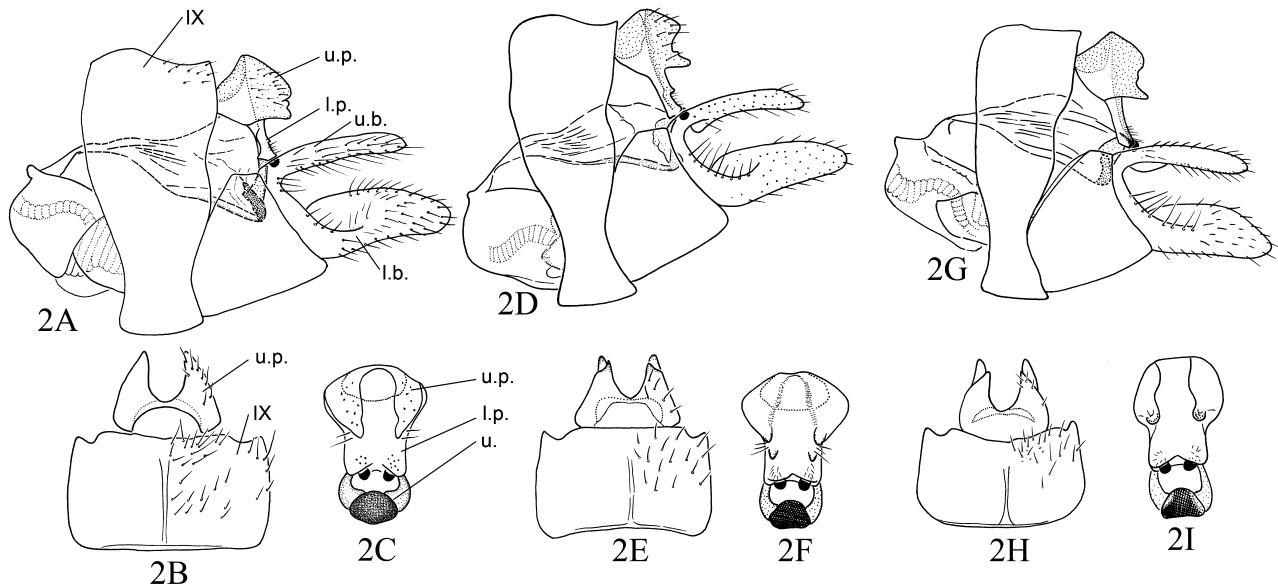 IX
u.p.
l.p.
u.b.
l.b.
2A
2D
2G
u.p.
IX
2B
u.p.
l.p.
u.
2C
2E
2F
2H
2I